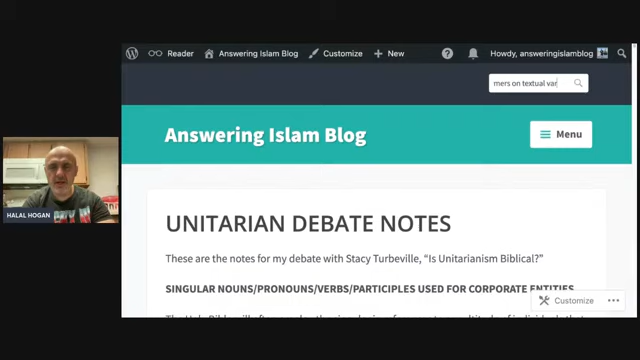 Reader Answering Islam Blog Customize New Howdy, answeringislamblog
mers on textual var
Answering Islam Blog
Menu
UNITARIAN DEBATE NOTES
These are the notes for my debate with Stacy Turbeville, “Is Unitarianism Biblical?”
SINGULAR NOUNS/PRONOUNS/VERBS/PARTICIPLES USED FOR CORPORATE ENTITIES
Customize
HALAL HOGAN